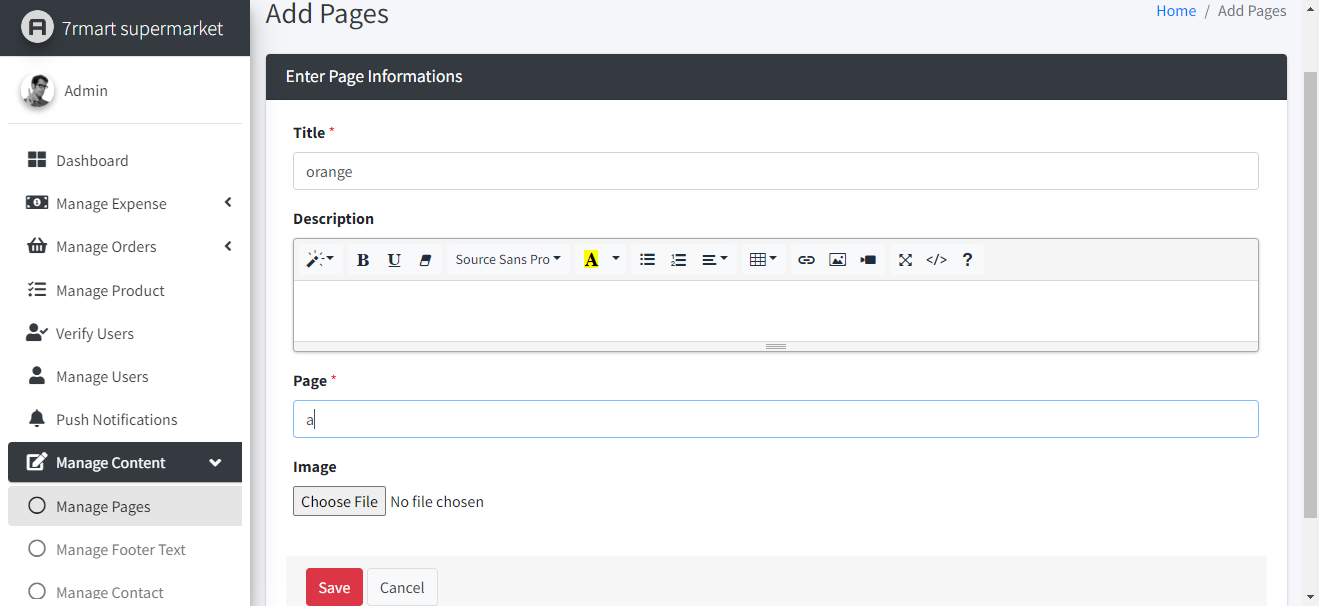 7rmart supermarket
Admin
Dashboard
Manage Expense
Manage Orders
Manage Product
Verify Users
Manage Users
Push Notifications
Manage Content
Manage Pages
Manage Footer Text
Manage Contact
Add Pages
Home / Add Pages
Enter Page Informations
Title *
orange
Description
B U Source Sans Pro A </> ?
Page *
a
Image
Choose File No file chosen
Save Cancel